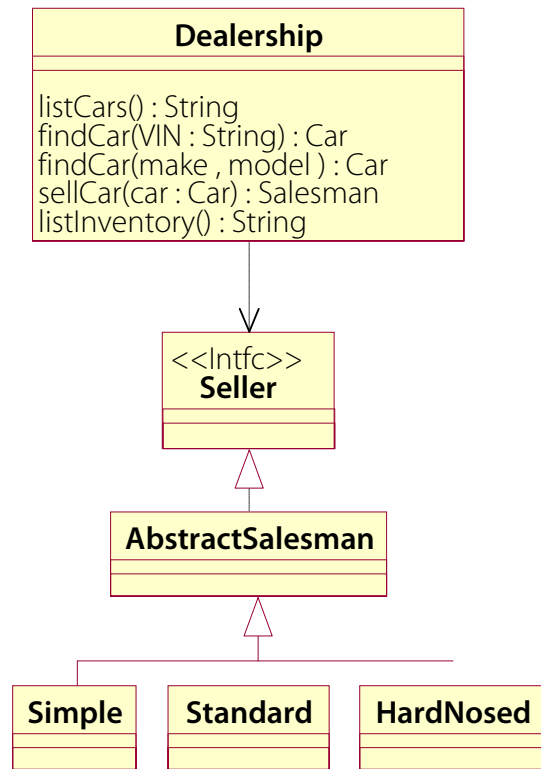 Dealership
listCars() : String
findCar(VIN : String) : Car
findCar(make , model ) : Car
sellCar(car : Car) : Salesman
listInventory() : String
<<Intfc>>
Seller
AbstractSalesman
Simple
Standard
HardNosed